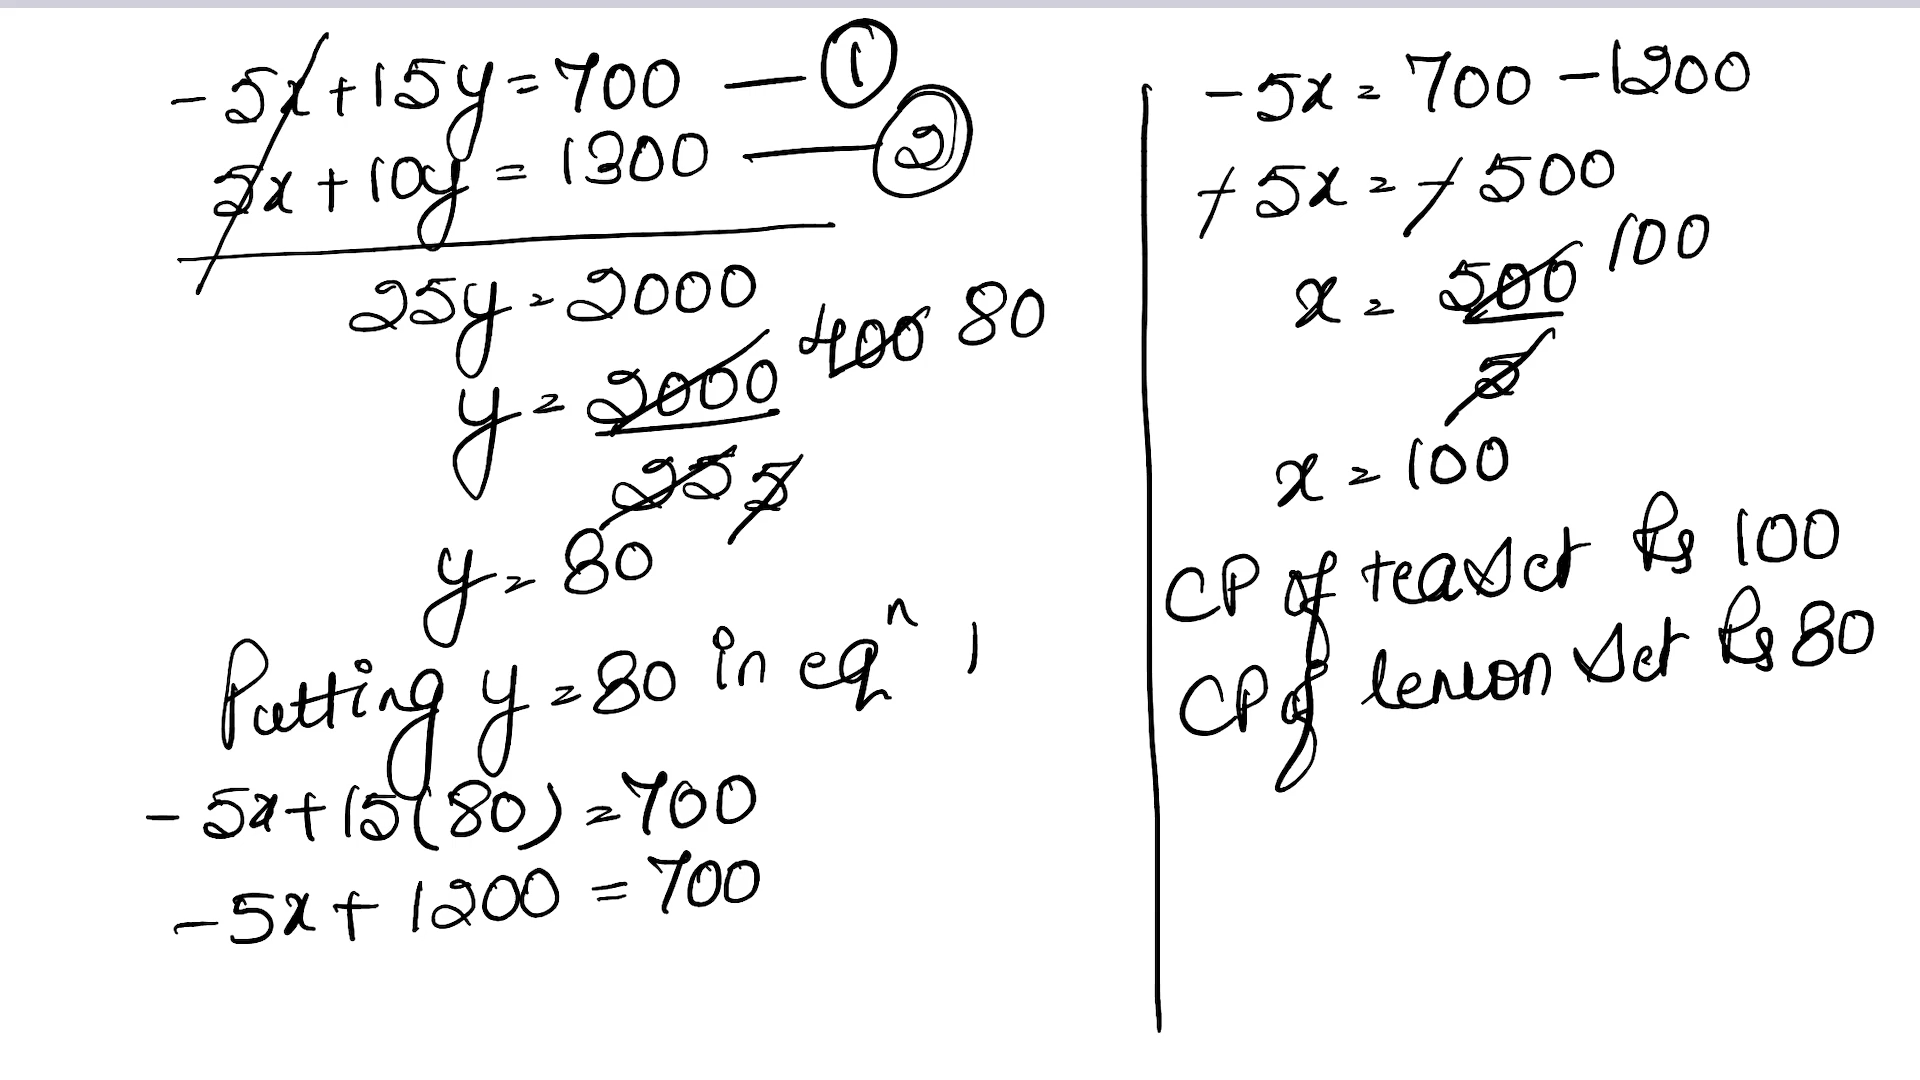 -5x+15y=700 — ①
5x+10y=1300 — ②
25y=2000
y=2000 400 80
25 5
y=80
Putting y=80 in eqⁿ 1
-5x+15(80)=700
-5x+1200=700
-5x=700-1200
-5x=-500
x=500 100
5
x=100
CP of tea set Rs 100
CP of lemon set Rs 80